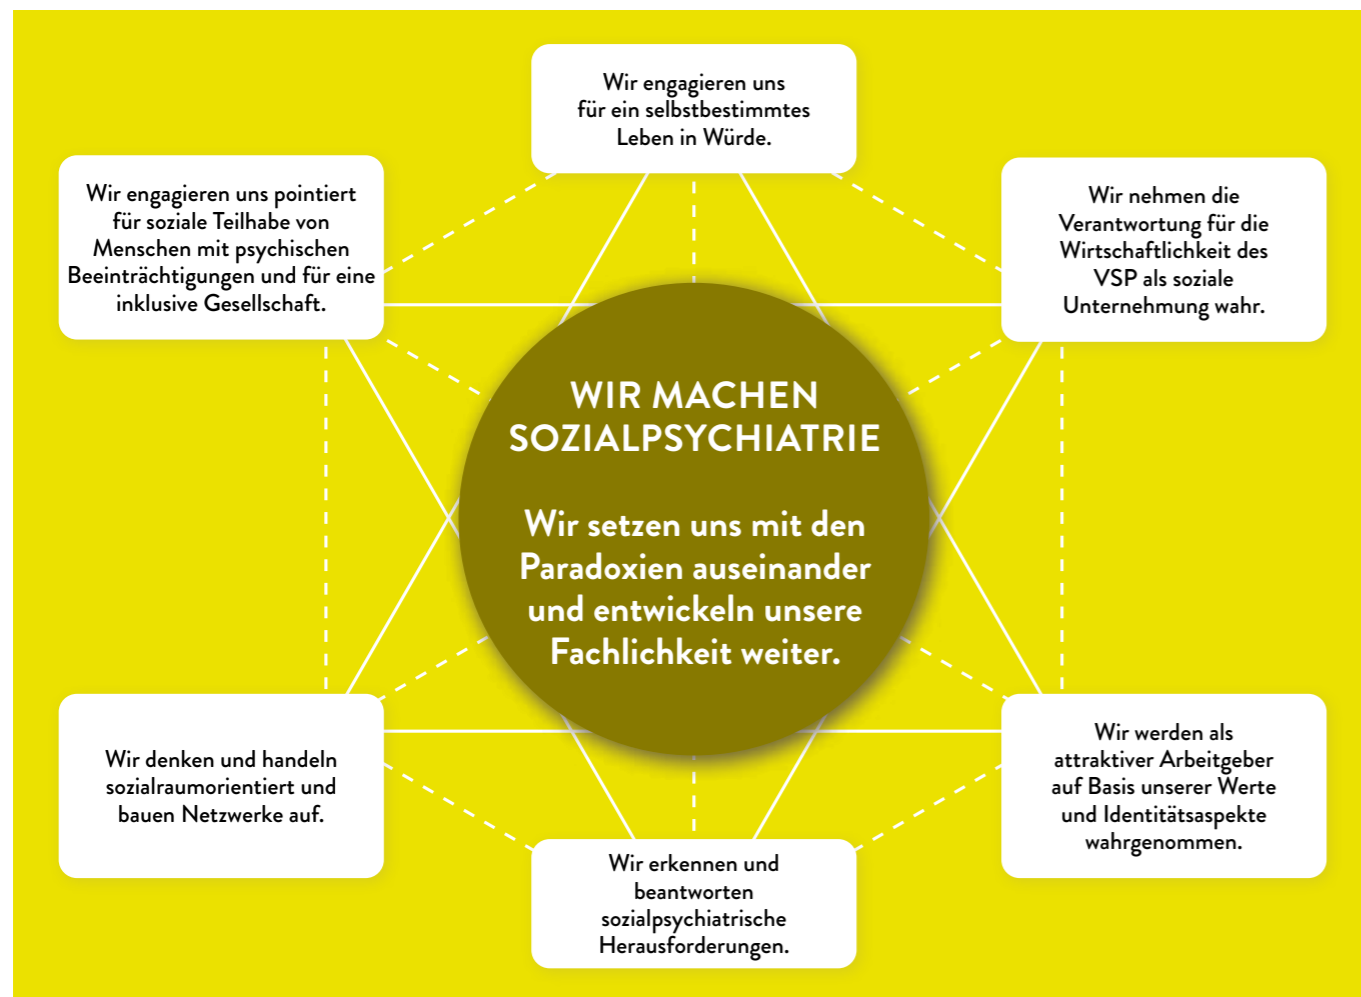 Wir engagieren uns
für ein selbstbestimmtes
Leben in Würde.
Wir engagieren uns pointiert
für soziale Teilhabe von
Menschen mit psychischen
Beeinträchtigungen und für eine
inklusive Gesellschaft.
Wir nehmen die
Verantwortung für die
Wirtschaftlichkeit des
VSP als soziale
Unternehmung wahr.
WIR MACHEN
SOZIALPSYCHIATRIE
Wir setzen uns mit den
Paradoxien auseinander
und entwickeln unsere
Fachlichkeit weiter.
Wir denken und handeln
sozialraumorientiert und
bauen Netzwerke auf.
Wir werden als
attraktiver Arbeitgeber
auf Basis unserer Werte
und Identitätsaspekte
wahrgenommen.
Wir erkennen und
beantworten
sozialpsychiatrische
Herausforderungen.